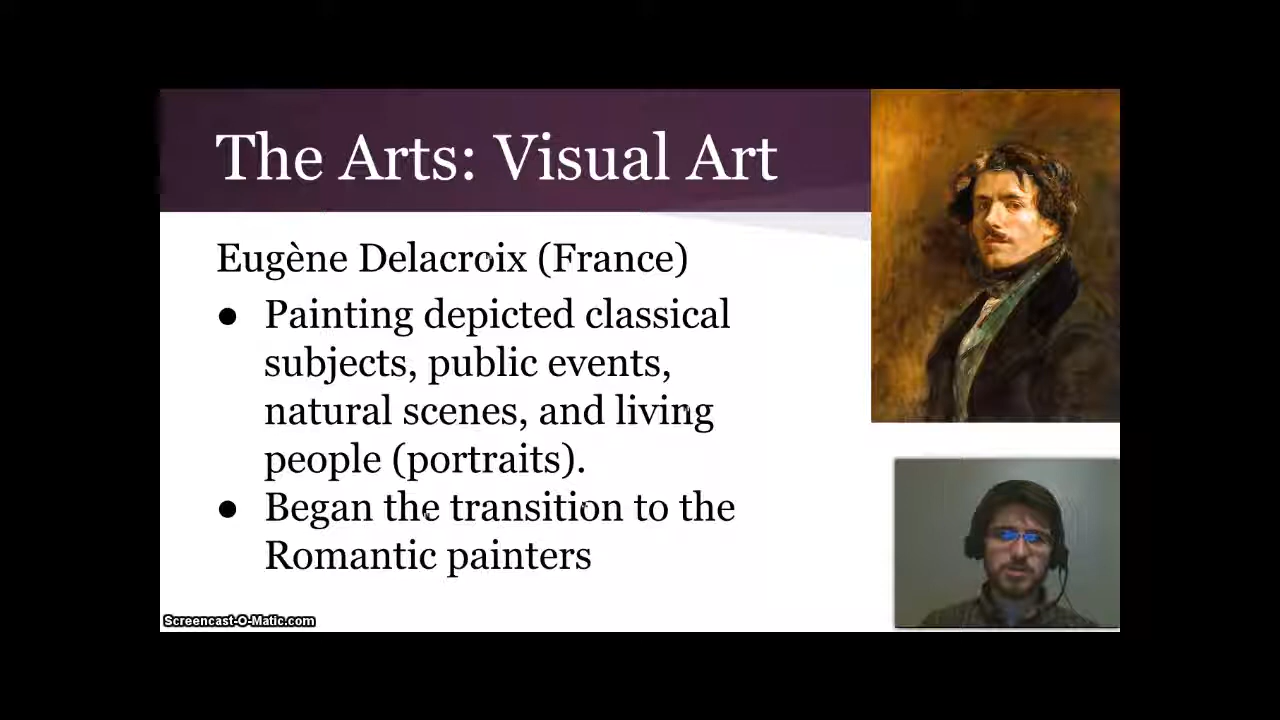 The Arts: Visual Art
Eugène Delacroix (France)
● Painting depicted classical
subjects, public events,
natural scenes, and living
people (portraits).
● Began the transition to the
Romantic painters
Screencast-O-Matic.com